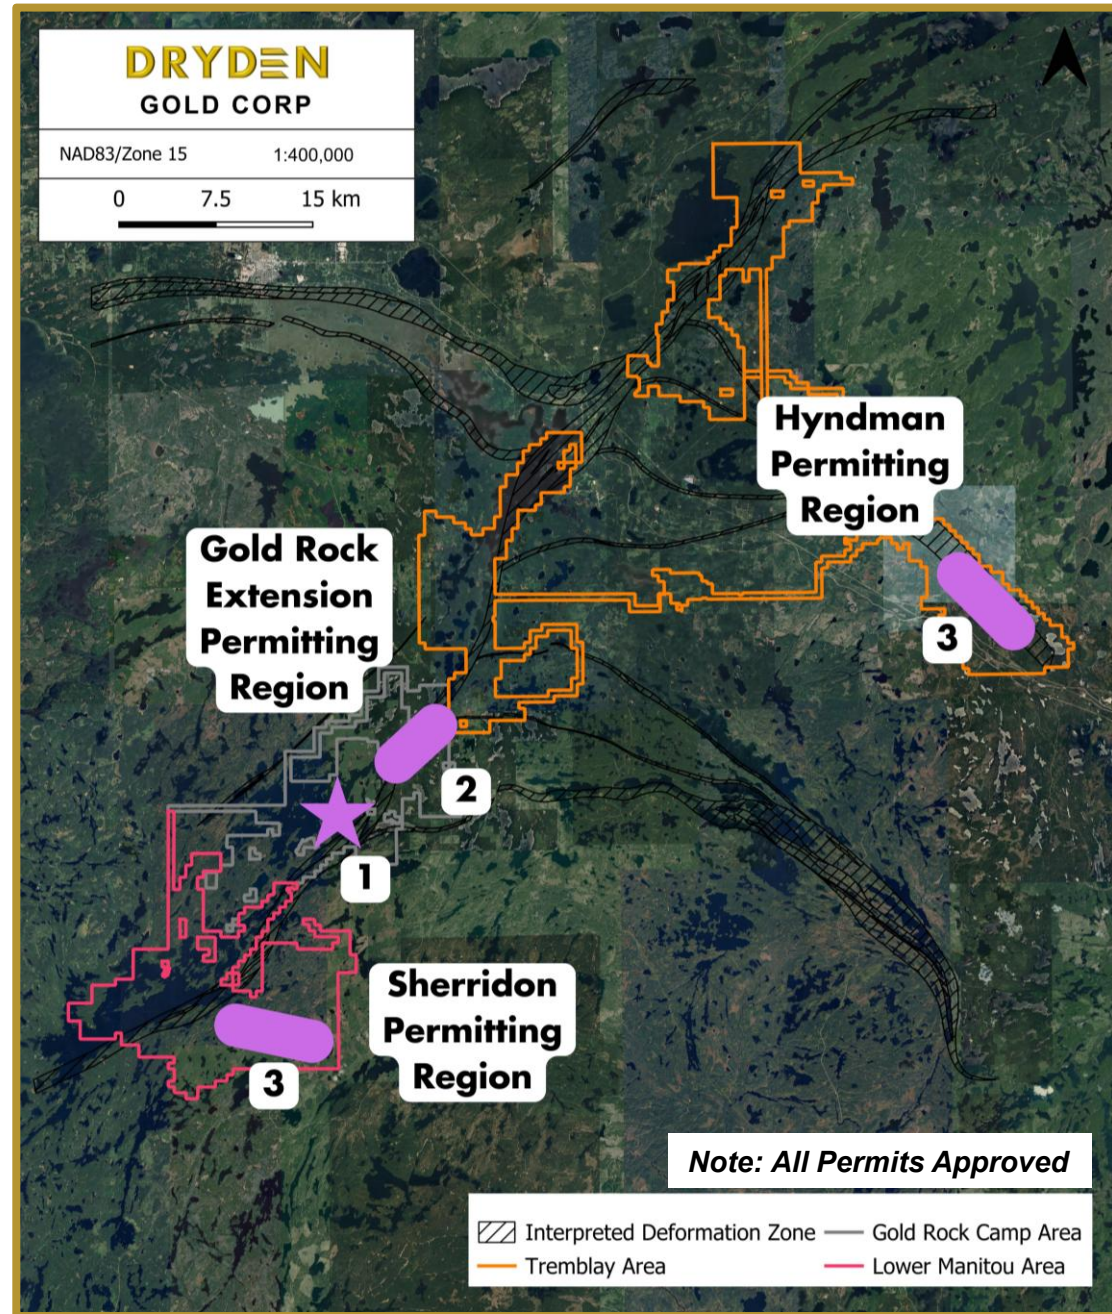 DRYDEN
GOLD CORP
NAD83/Zone 15 1:400,000
0 7.5 15 km
Hyndman
Permitting
Region
Gold Rock
Extension
Permitting
Region
3
2
1
Sherridon
Permitting
Region
3
Note: All Permits Approved
Interpreted Deformation Zone Gold Rock Camp Area
Tremblay Area Lower Manitou Area